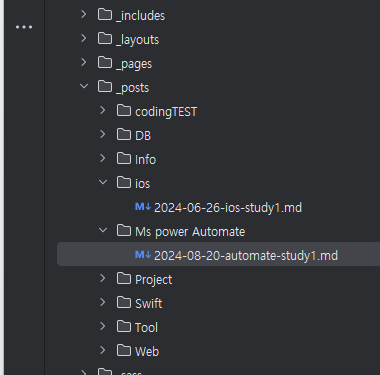 _includes
_layouts
_pages
_posts
codingTEST
DB
Info
ios
M↓ 2024-06-26-ios-study1.md
Ms power Automate
M↓ 2024-08-20-automate-study1.md
Project
Swift
Tool
Web
_sass